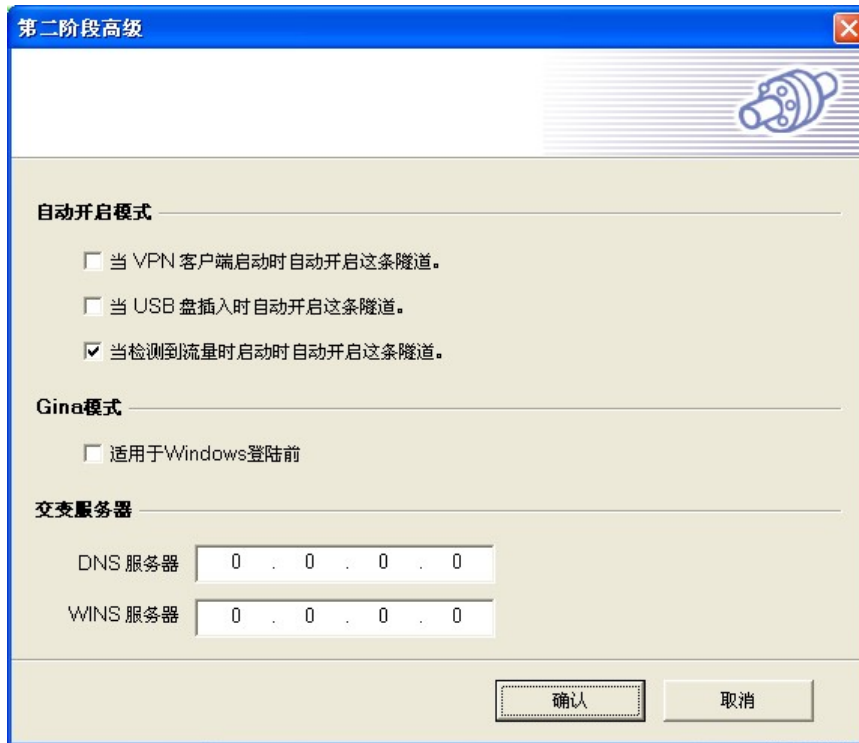 第二阶段高级
自动开启模式
当 VPN 客户端启动时自动开启这条隧道。
当 USB 盘插入时自动开启这条隧道。
当检测到流量时启动时自动开启这条隧道。
Gina模式
适用于Windows登陆前
交变服务器
DNS 服务器 0 . 0 . 0 . 0
WINS 服务器 0 . 0 . 0 . 0
确认 取消